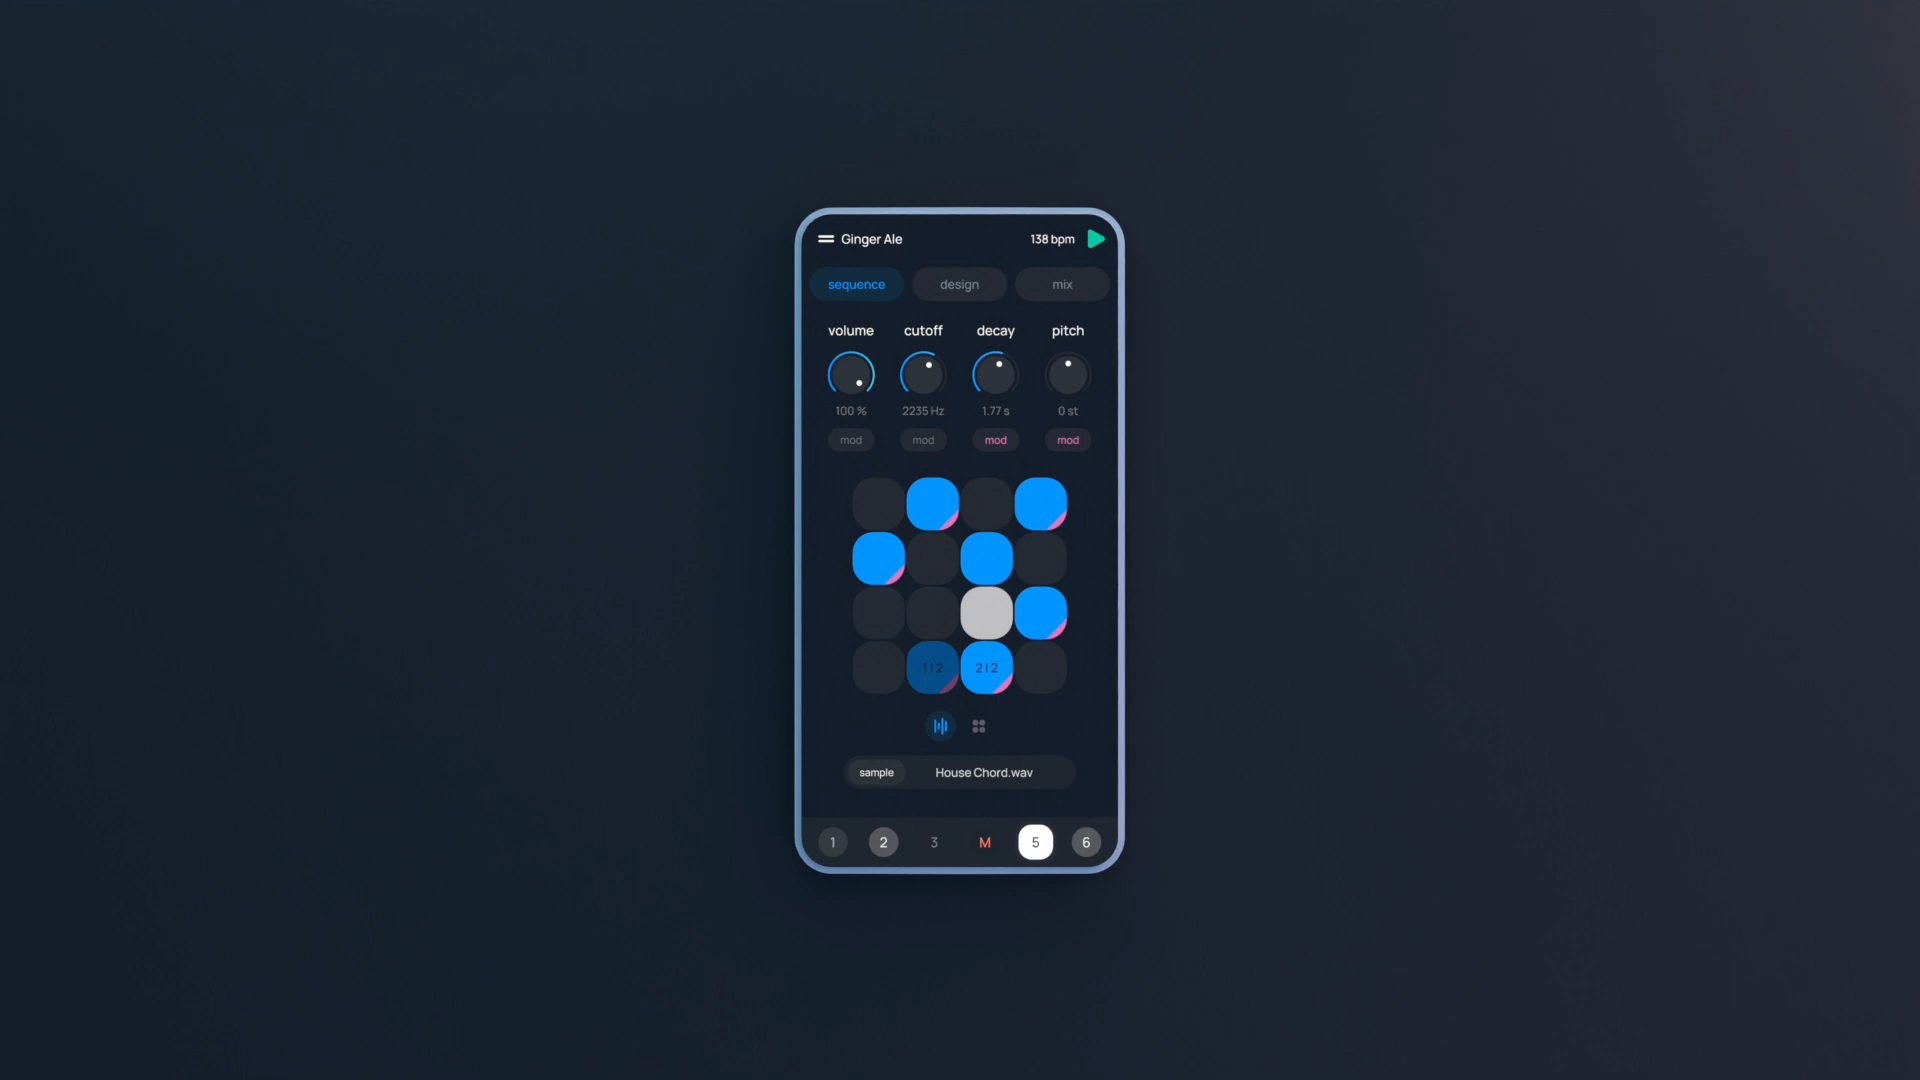 Ginger Ale 138 bpm
sequence design mix
volume cutoff decay pitch
100 % 2235 Hz 1.77 s 0 st
mod mod mod mod
1 | 2 2 | 2
sample House Chord.wav
1 2 3 M 5 6